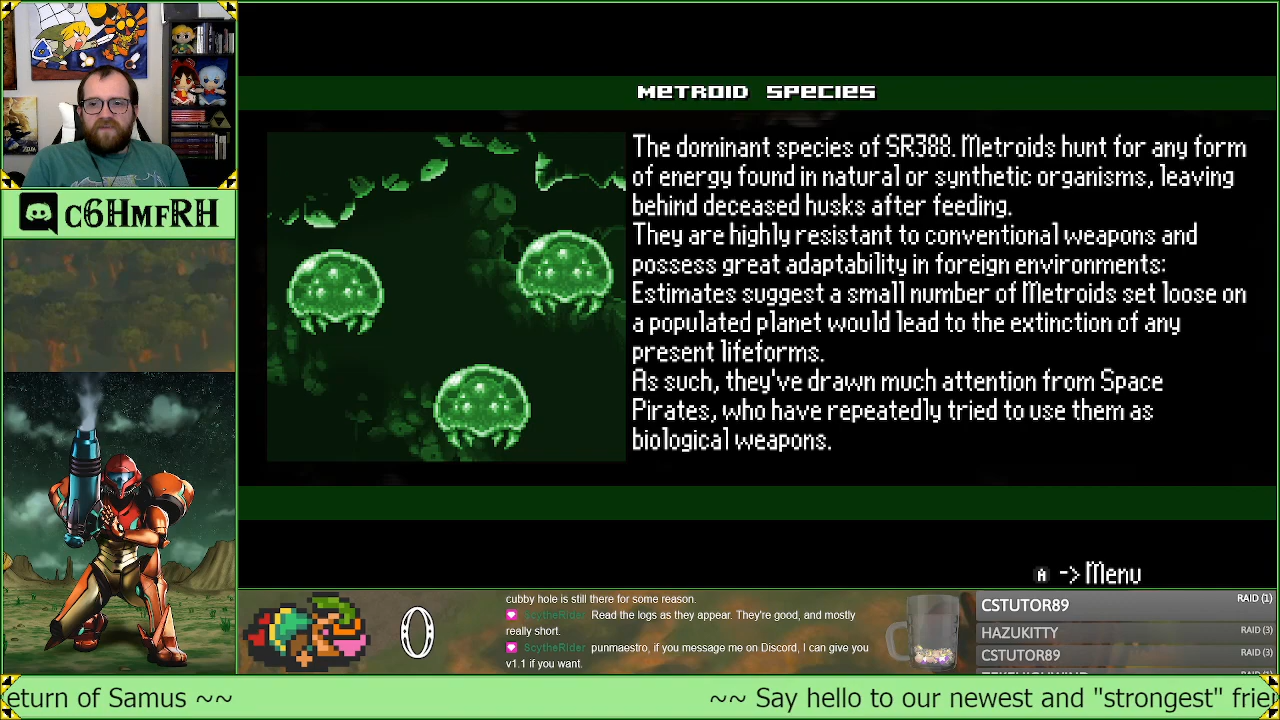 METROID SPECIES
The dominant species of SR388. Metroids hunt for any form
of energy found in natural or synthetic organisms, leaving
behind deceased husks after feeding.
They are highly resistant to conventional weapons and
possess great adaptability in foreign environments:
Estimates suggest a small number of Metroids set loose on
a populated planet would lead to the extinction of any
present lifeforms.
As such, they've drawn much attention from Space
Pirates, who have repeatedly tried to use them as
biological weapons.
c6HmfRH
A -> Menu
0
cubby hole is still there for some reason.
ScytheRider Read the logs as they appear. They're good, and mostly
really short.
ScytheRider punmaestro, if you message me on Discord, I can give you
v1.1 if you want.
CSTUTOR89 RAID (1)
HAZUKITTY RAID (3)
CSTUTOR89 RAID (3)
eturn of Samus ~~ ~~ Say hello to our newest and "strongest" frie